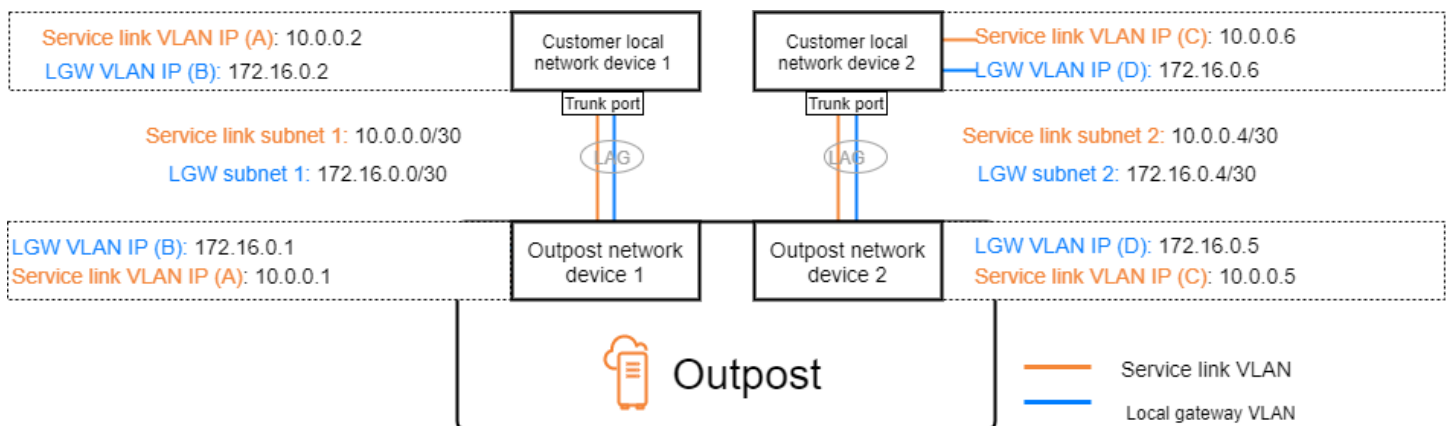 Service link VLAN IP (A): 10.0.0.2
LGW VLAN IP (B): 172.16.0.2
Customer local
network device 1
Trunk port
Customer local
network device 2
Trunk port
Service link VLAN IP (C): 10.0.0.6
LGW VLAN IP (D): 172.16.0.6
Service link subnet 1: 10.0.0.0/30
LGW subnet 1: 172.16.0.0/30
LAG
LAG
Service link subnet 2: 10.0.0.4/30
LGW subnet 2: 172.16.0.4/30
LGW VLAN IP (B): 172.16.0.1
Service link VLAN IP (A): 10.0.0.1
Outpost network
device 1
Outpost network
device 2
LGW VLAN IP (D): 172.16.0.5
Service link VLAN IP (C): 10.0.0.5
Outpost
Service link VLAN
Local gateway VLAN